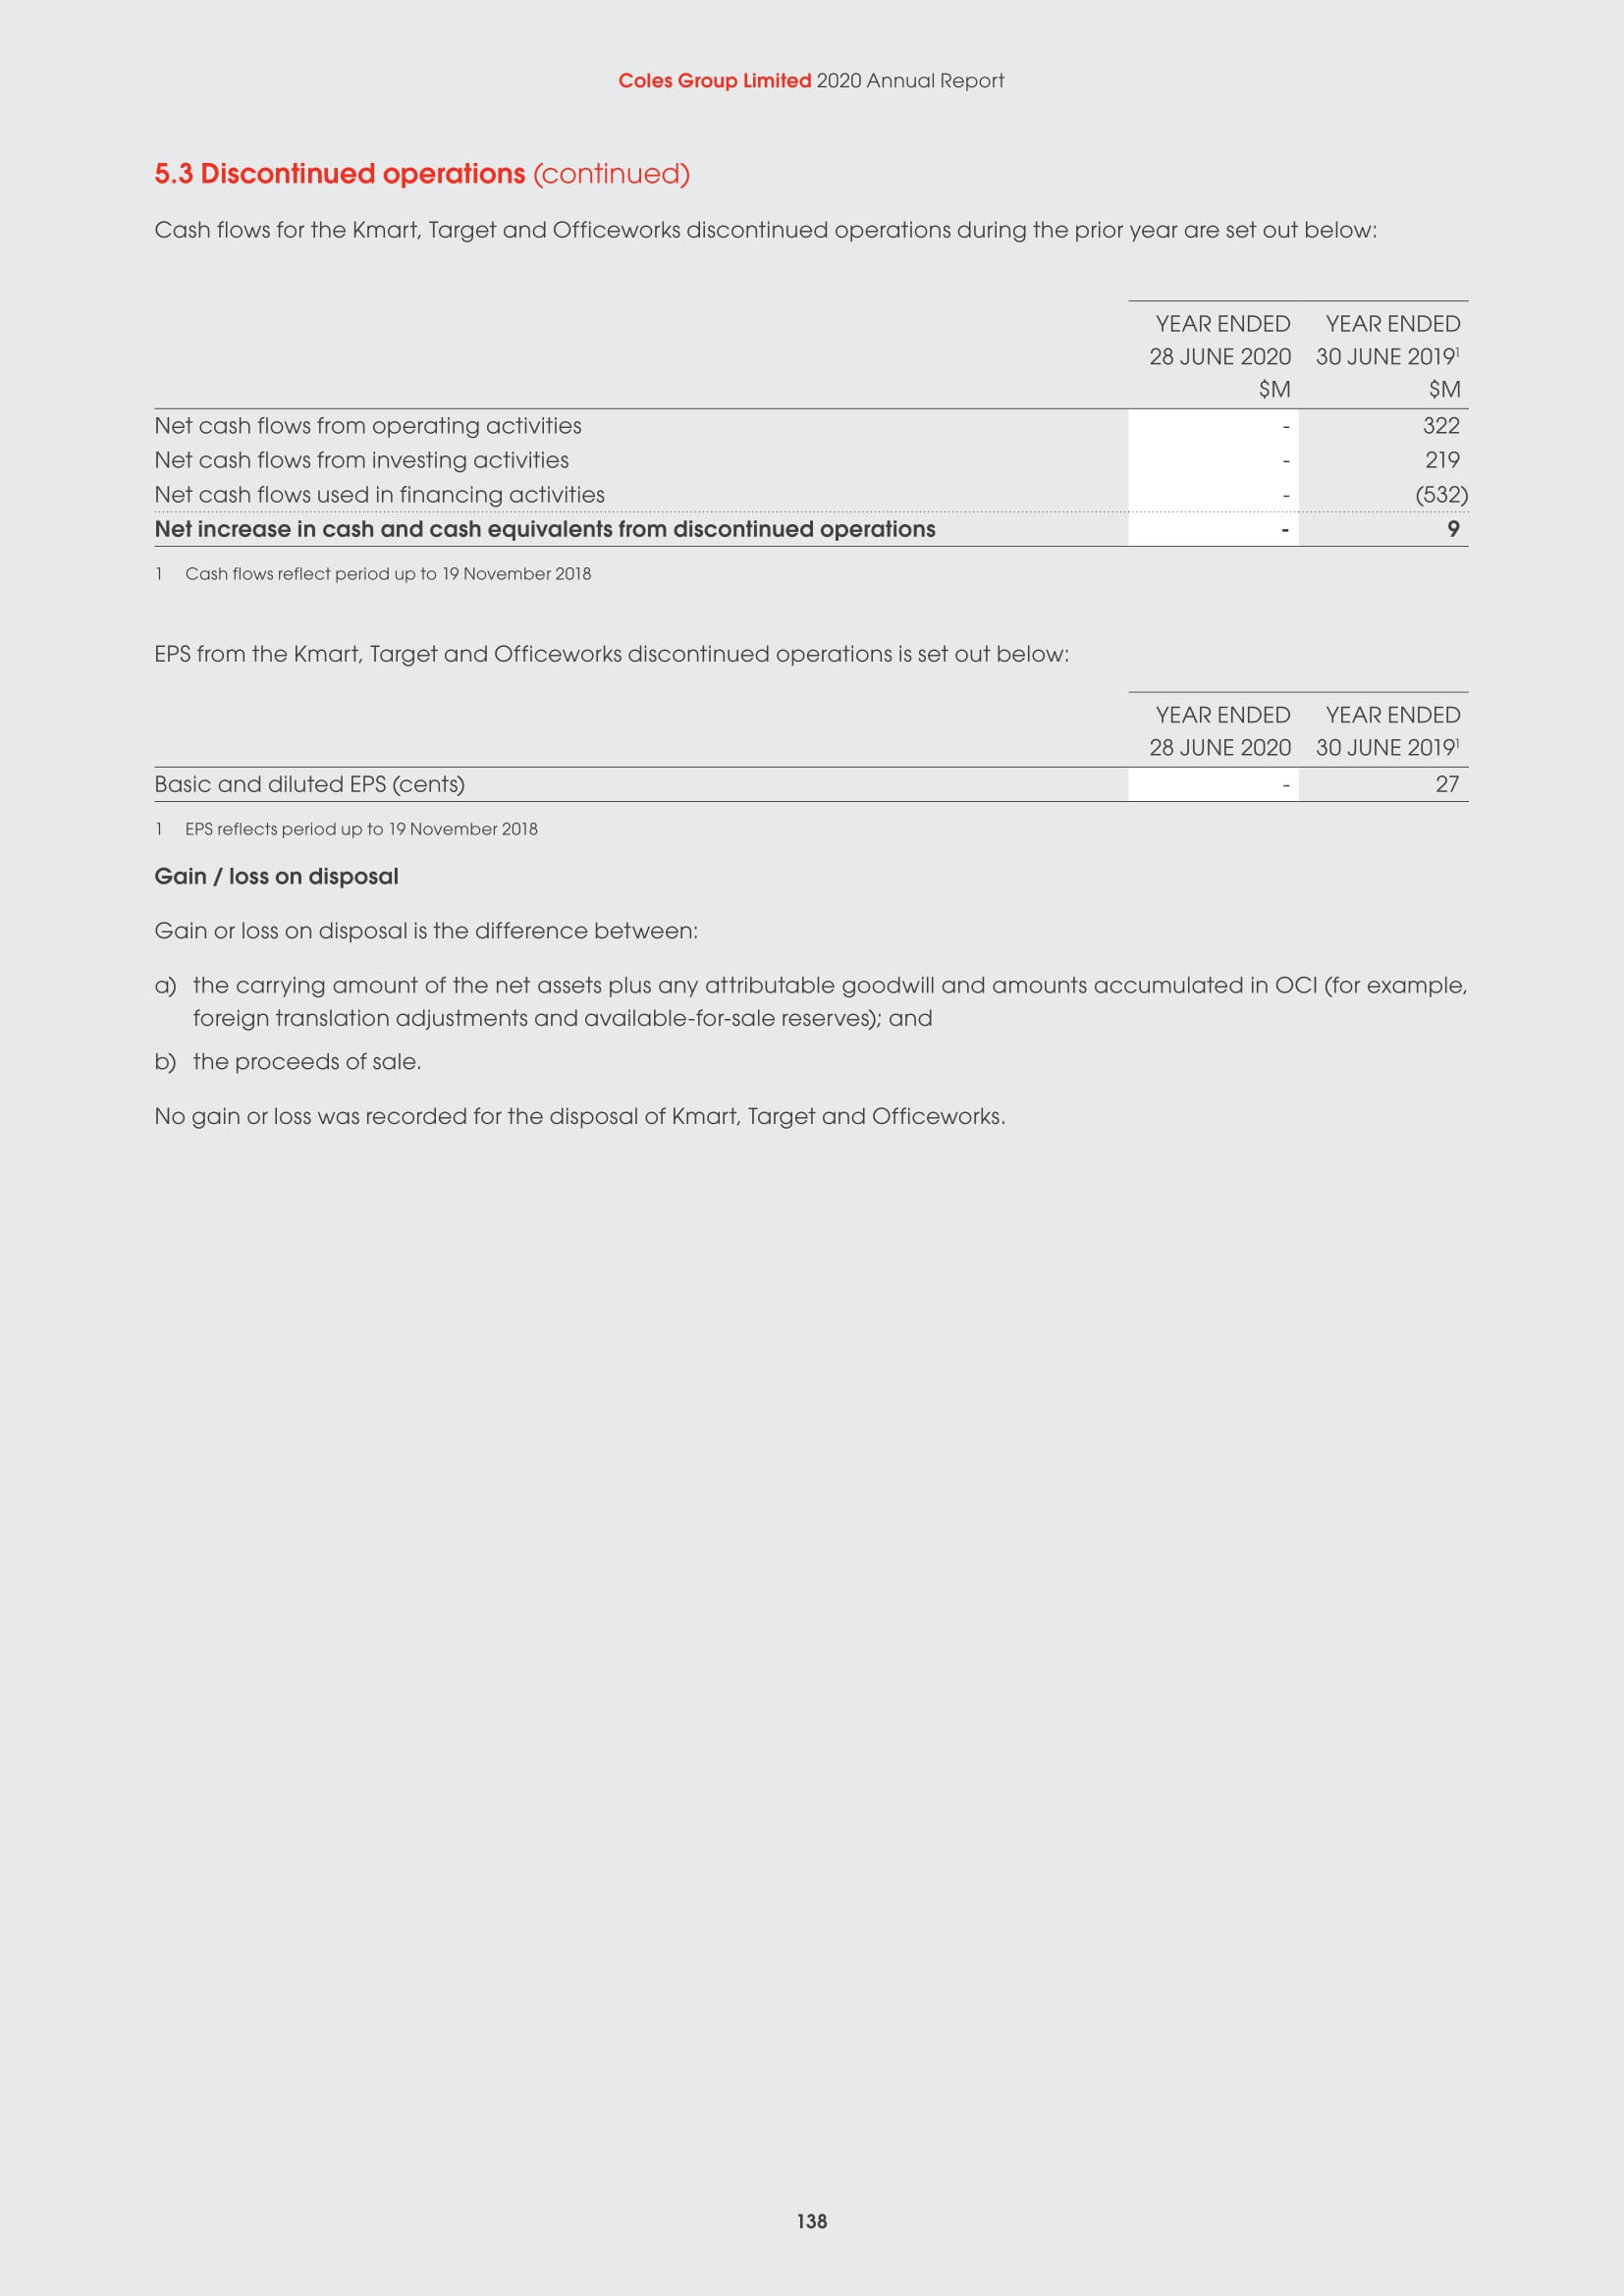 Coles Group Limited 2020 Annual Report
5.3 Discontinued operations (continued)
Cash flows for the Kmart, Target and Officeworks discontinued operations during the prior year are set out below:
YEAR ENDED YEAR ENDED
28 JUNE 2020 30 JUNE 2019¹
$M $M
Net cash flows from operating activities - 322
Net cash flows from investing activities - 219
Net cash flows used in financing activities - (532)
Net increase in cash and cash equivalents from discontinued operations - 9
1 Cash flows reflect period up to 19 November 2018
EPS from the Kmart, Target and Officeworks discontinued operations is set out below:
YEAR ENDED YEAR ENDED
28 JUNE 2020 30 JUNE 2019¹
Basic and diluted EPS (cents) - 27
1 EPS reflects period up to 19 November 2018
Gain / loss on disposal
Gain or loss on disposal is the difference between:
a) the carrying amount of the net assets plus any attributable goodwill and amounts accumulated in OCI (for example,
foreign translation adjustments and available-for-sale reserves); and
b) the proceeds of sale.
No gain or loss was recorded for the disposal of Kmart, Target and Officeworks.
138